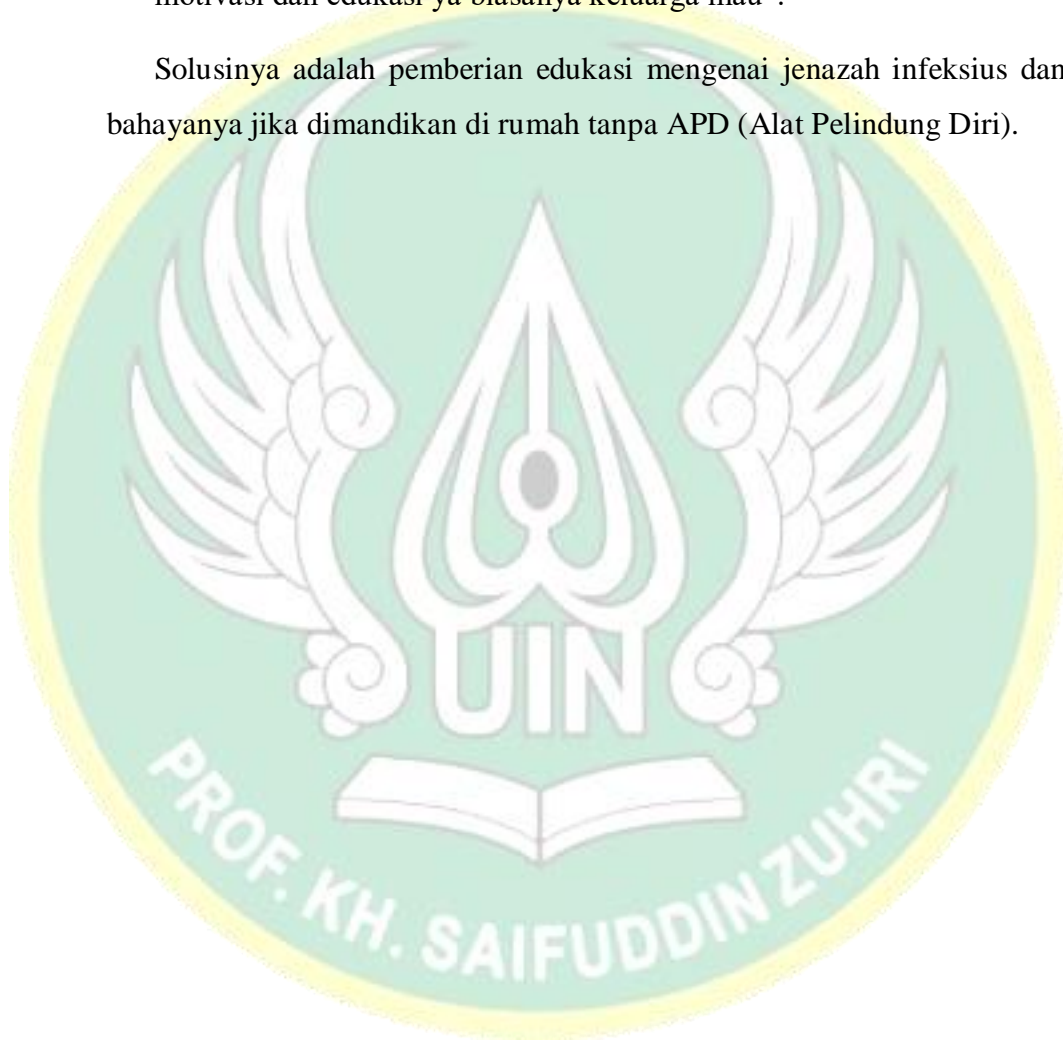 motivasi dan edukasi ya biasanya keluarga mau".
Solusinya adalah pemberian edukasi mengenai jenazah infeksius dan
bahayanya jika dimandikan di rumah tanpa APD (Alat Pelindung Diri).
UIN
PROF. KH. SAIFUDDIN ZUHRI